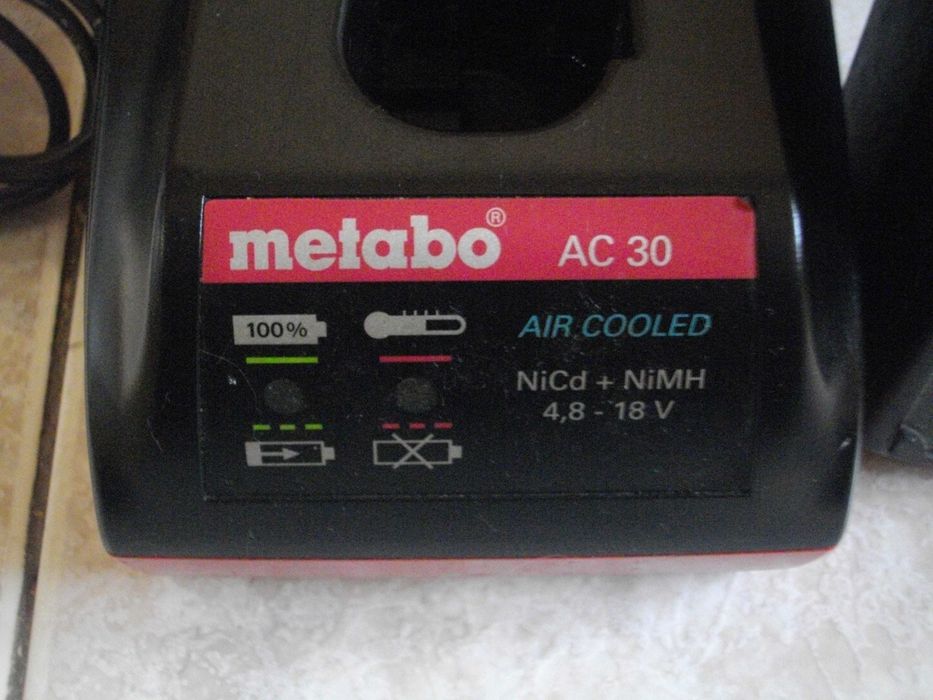 metabo® AC 30
100%
AIR COOLED
NiCd + NiMH
4,8 - 18 V